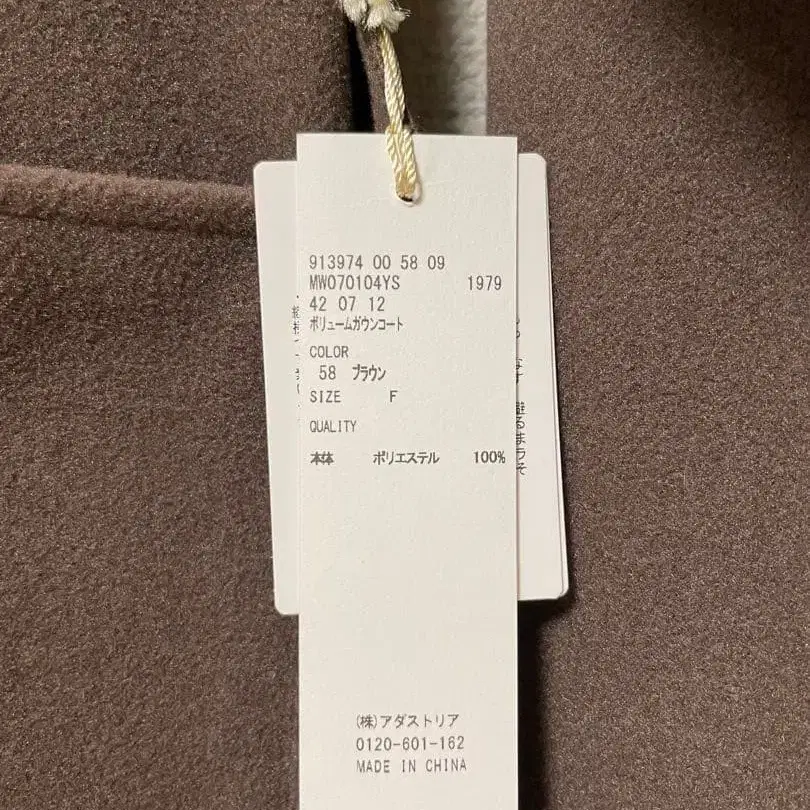 913974 00 58 09
MW070104YS 1979
42 07 12
ボリュームガウンコート
COLOR
58 ブラウン
SIZE F
QUALITY
本体 ポリエステル 100%
(株)アダストリア
0120-601-162
MADE IN CHINA